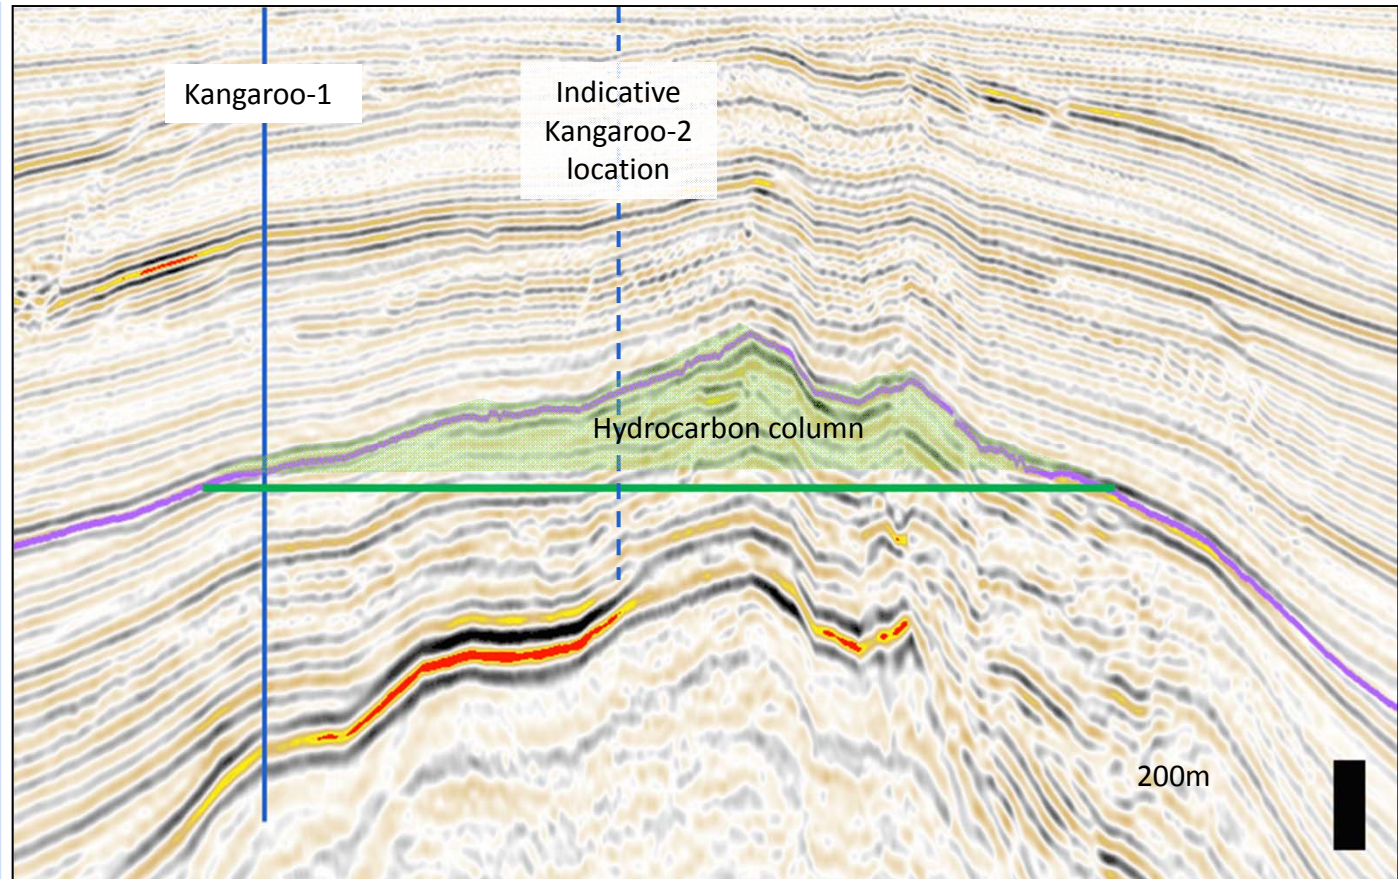 Kangaroo-1
Indicative
Kangaroo-2
location
Hydrocarbon column
200m